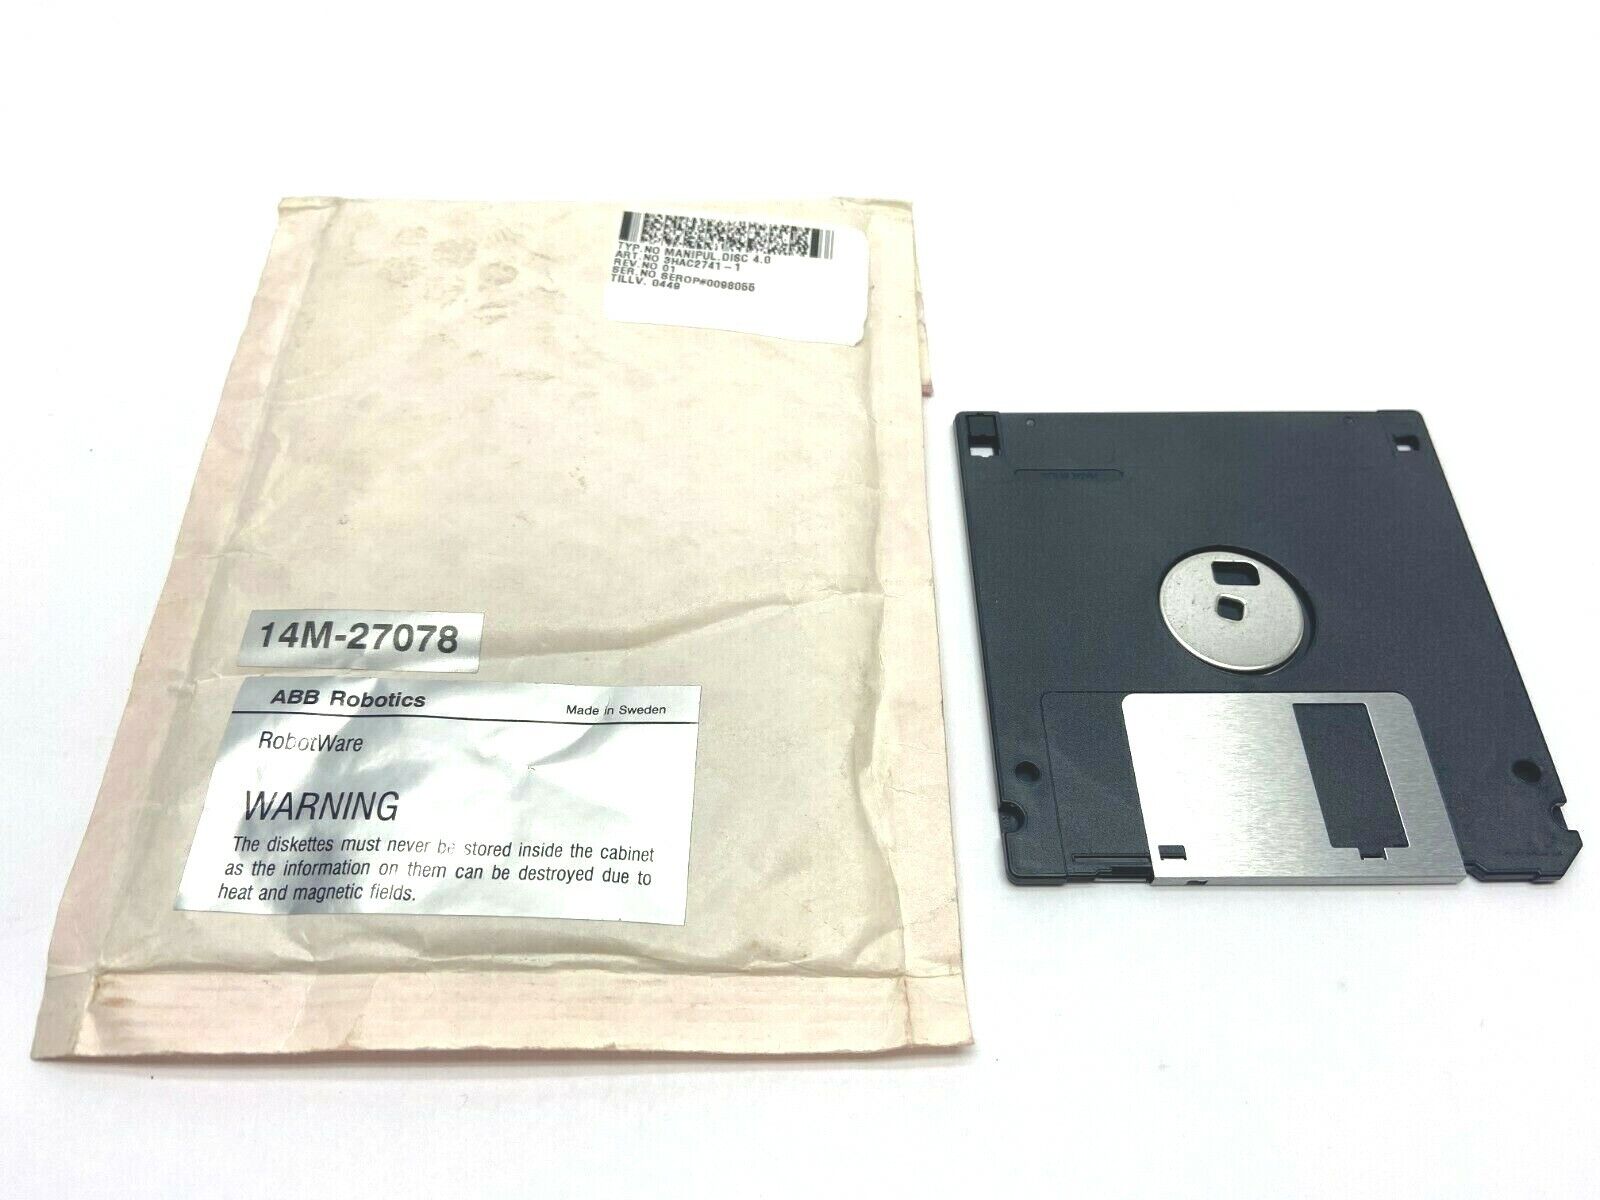 TYP.NO MANIPUL.DISC 4.0
ART.NO 3HAC2741-1
REV.NO 01
SER.NO SEROP#0098055
TILLV. 0449
14M-27078
ABB Robotics
Made in Sweden
RobotWare
WARNING
The diskettes must never be stored inside the cabinet
as the information on them can be destroyed due to
heat and magnetic fields.